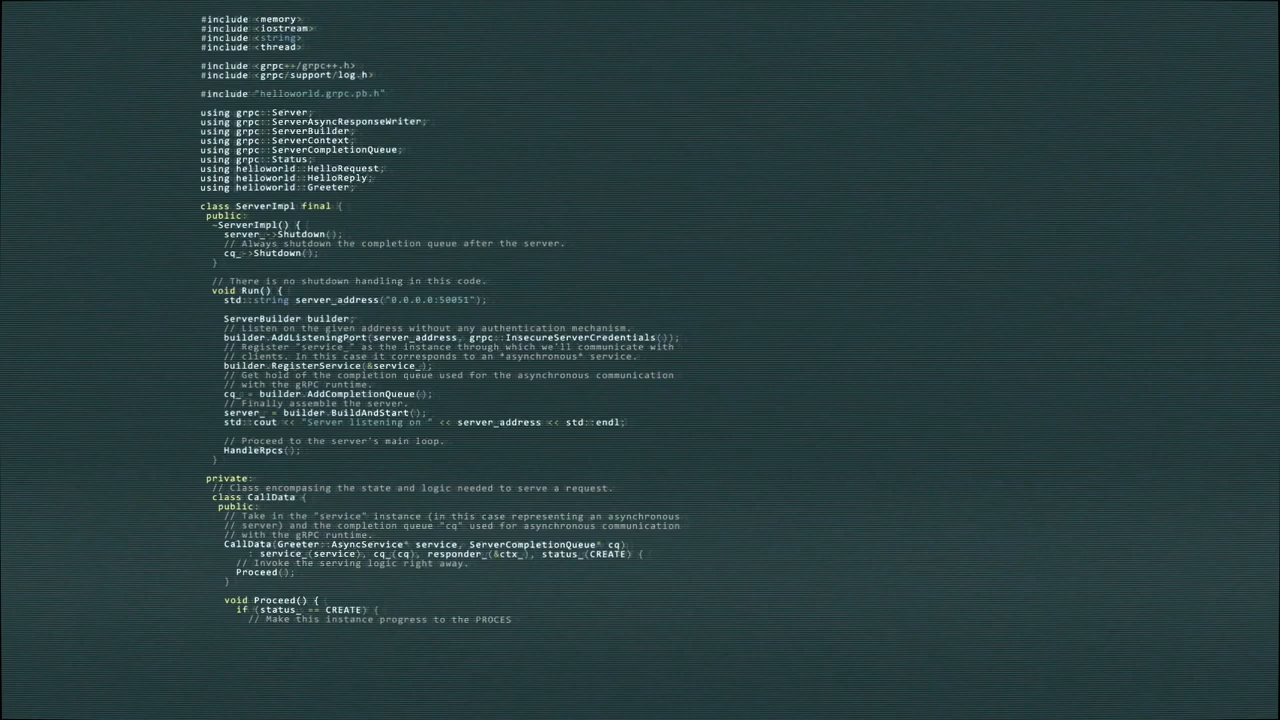 #include <memory>
#include <iostream>
#include <string>
#include <thread>
#include <grpc++/grpc++.h>
#include <grpc/support/log.h>
#include "helloworld.grpc.pb.h"
using grpc::Server;
using grpc::ServerAsyncResponseWriter;
using grpc::ServerBuilder;
using grpc::ServerContext;
using grpc::ServerCompletionQueue;
using grpc::Status;
using helloworld::HelloRequest;
using helloworld::HelloReply;
using helloworld::Greeter;
class ServerImpl final {
public:
~ServerImpl() {
server_->Shutdown();
// Always shutdown the completion queue after the server.
cq_->Shutdown();
}
// There is no shutdown handling in this code.
void Run() {
std::string server_address("0.0.0.0:50051");
ServerBuilder builder;
// Listen on the given address without any authentication mechanism.
builder.AddListeningPort(server_address, grpc::InsecureServerCredentials());
// Register "service_" as the instance through which we'll communicate with
// clients. In this case it corresponds to an *asynchronous* service.
builder.RegisterService(&service_);
// Get hold of the completion queue used for the asynchronous communication
// with the gRPC runtime.
cq_ = builder.AddCompletionQueue();
// Finally assemble the server.
server_ = builder.BuildAndStart();
std::cout << "Server listening on " << server_address << std::endl;
// Proceed to the server's main loop.
HandleRpcs();
}
private:
// Class encompasing the state and logic needed to serve a request.
class CallData {
public:
// Take in the "service" instance (in this case representing an asynchronous
// server) and the completion queue "cq" used for asynchronous communication
// with the gRPC runtime.
CallData(Greeter::AsyncService* service, ServerCompletionQueue* cq)
: service_(service), cq_(cq), responder_(&ctx_), status_(CREATE) {
// Invoke the serving logic right away.
Proceed();
}
void Proceed() {
if (status_ == CREATE) {
// Make this instance progress to the PROCES